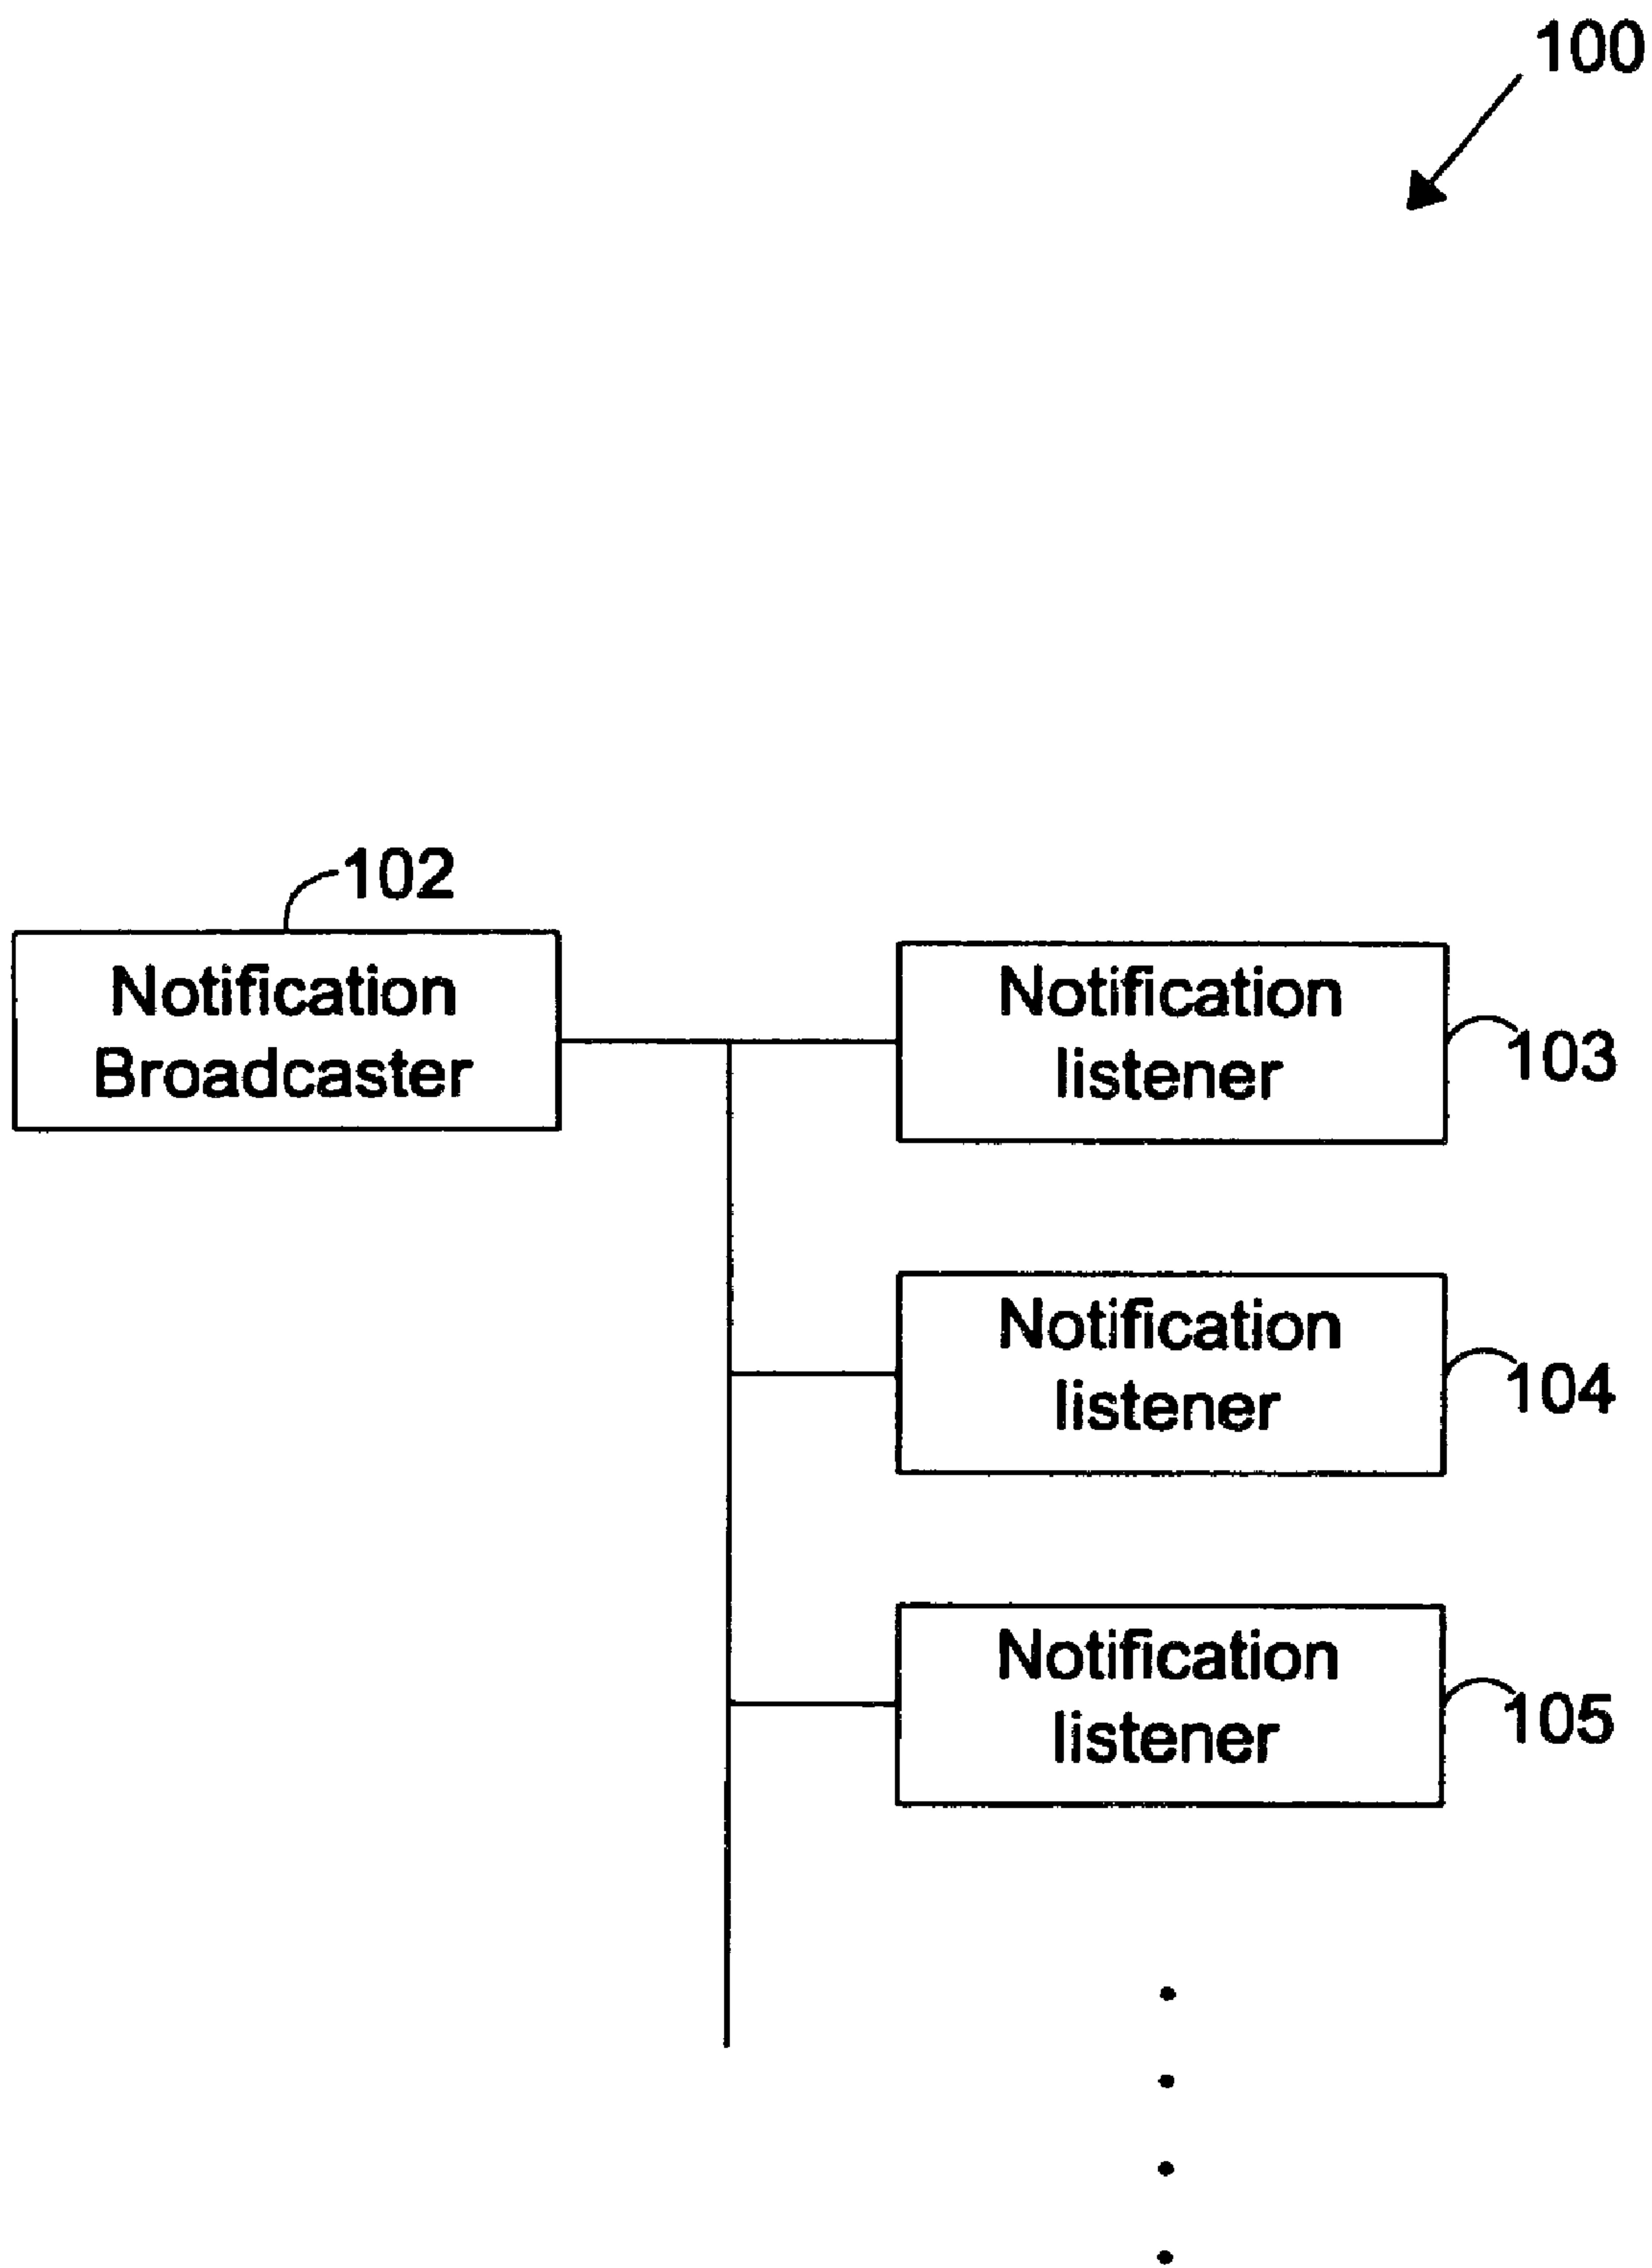 100
102
Notification
Broadcaster
Notification
listener
103
Notification
listener
104
Notification
listener
105